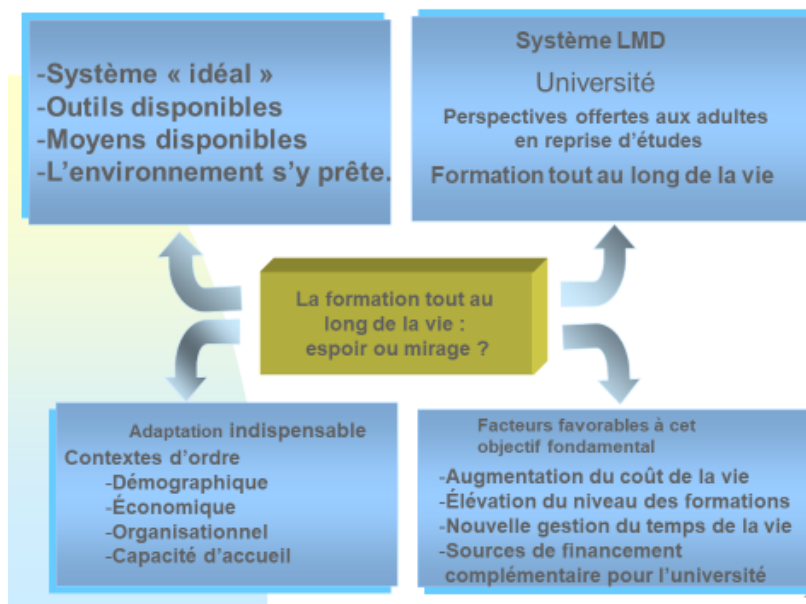 -Système « idéal »
-Outils disponibles
-Moyens disponibles
-L'environnement s'y prête.
Système LMD
Université
Perspectives offertes aux adultes
en reprise d'études
Formation tout au long de la vie
La formation tout au
long de la vie :
espoir ou mirage ?
Adaptation indispensable
Contextes d'ordre
-Démographique
-Économique
-Organisationnel
-Capacité d'accueil
Facteurs favorables à cet
objectif fondamental
-Augmentation du coût de la vie
-Élévation du niveau des formations
-Nouvelle gestion du temps de la vie
-Sources de financement
complémentaire pour l'université